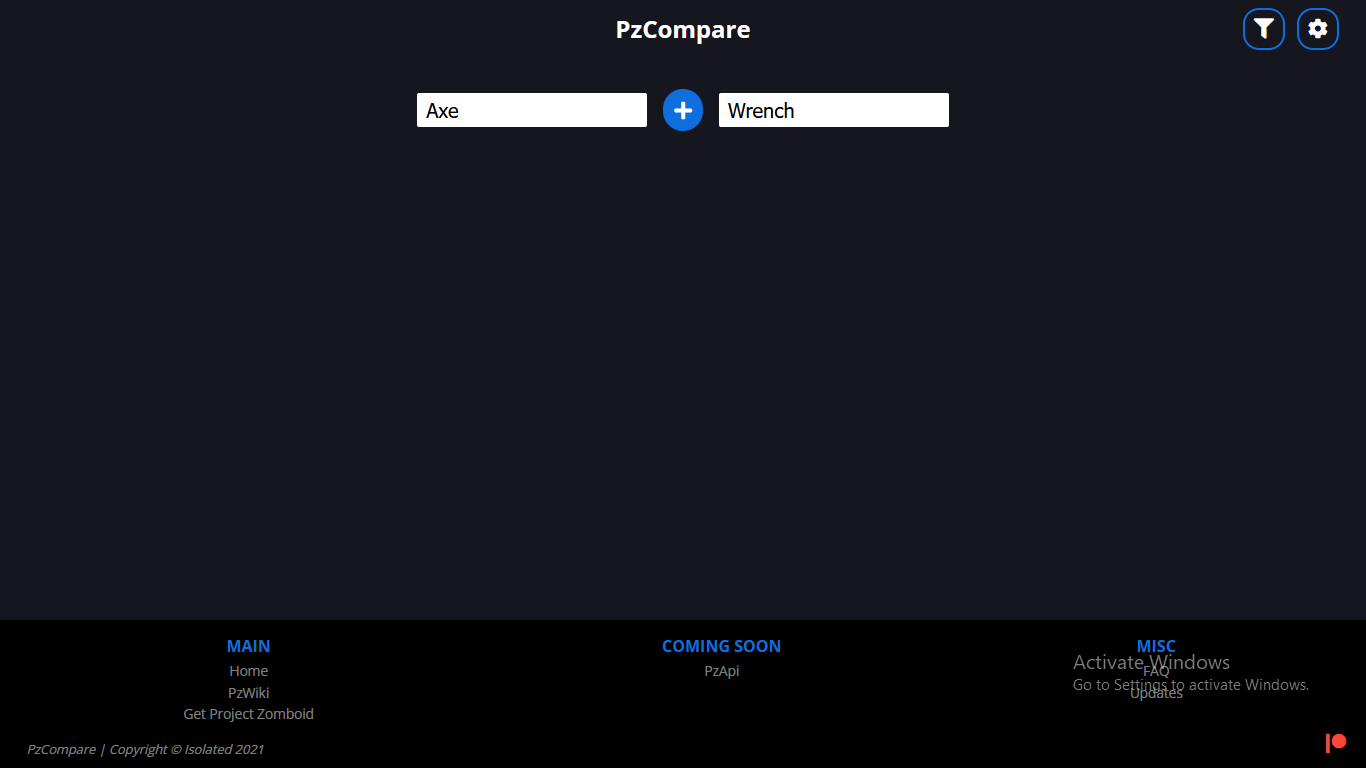 PzCompare
Axe
Wrench
MAIN
Home
PzWiki
Get Project Zomboid
COMING SOON
PzApi
MISC
FAQ
Updates
Activate Windows
Go to Settings to activate Windows.
PzCompare | Copyright © Isolated 2021